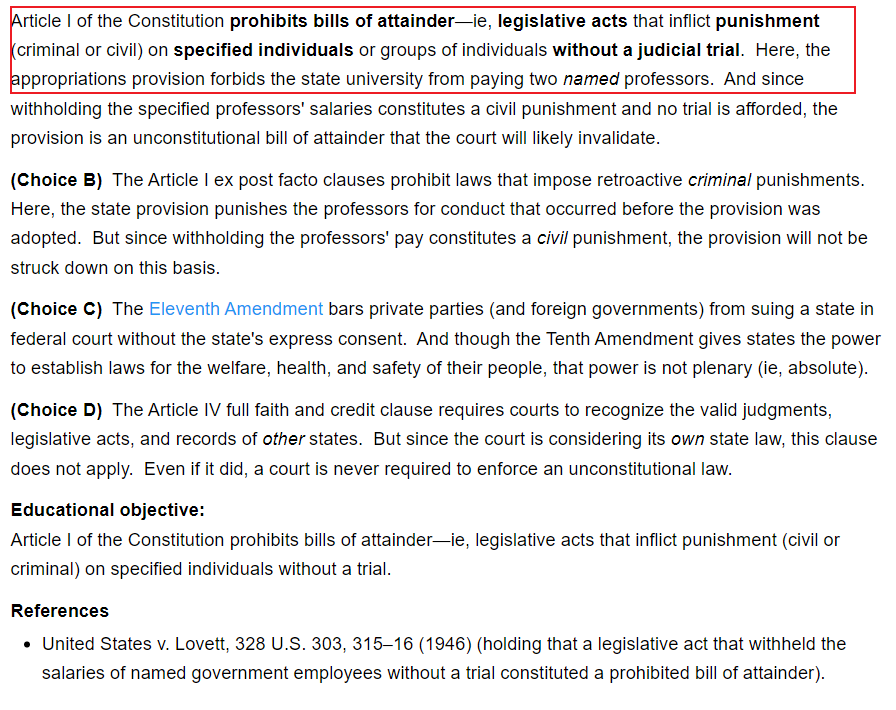 Article I of the Constitution prohibits bills of attainder—ie, legislative acts that inflict punishment
(criminal or civil) on specified individuals or groups of individuals without a judicial trial.  Here, the
appropriations provision forbids the state university from paying two named professors.  And since
withholding the specified professors' salaries constitutes a civil punishment and no trial is afforded, the
provision is an unconstitutional bill of attainder that the court will likely invalidate.
(Choice B)  The Article I ex post facto clauses prohibit laws that impose retroactive criminal punishments.
Here, the state provision punishes the professors for conduct that occurred before the provision was
adopted.  But since withholding the professors' pay constitutes a civil punishment, the provision will not be
struck down on this basis.
(Choice C)  The Eleventh Amendment bars private parties (and foreign governments) from suing a state in
federal court without the state's express consent.  And though the Tenth Amendment gives states the power
to establish laws for the welfare, health, and safety of their people, that power is not plenary (ie, absolute).
(Choice D)  The Article IV full faith and credit clause requires courts to recognize the valid judgments,
legislative acts, and records of other states.  But since the court is considering its own state law, this clause
does not apply.  Even if it did, a court is never required to enforce an unconstitutional law.
Educational objective:
Article I of the Constitution prohibits bills of attainder—ie, legislative acts that inflict punishment (civil or
criminal) on specified individuals without a trial.
References
• United States v. Lovett, 328 U.S. 303, 315–16 (1946) (holding that a legislative act that withheld the
salaries of named government employees without a trial constituted a prohibited bill of attainder).